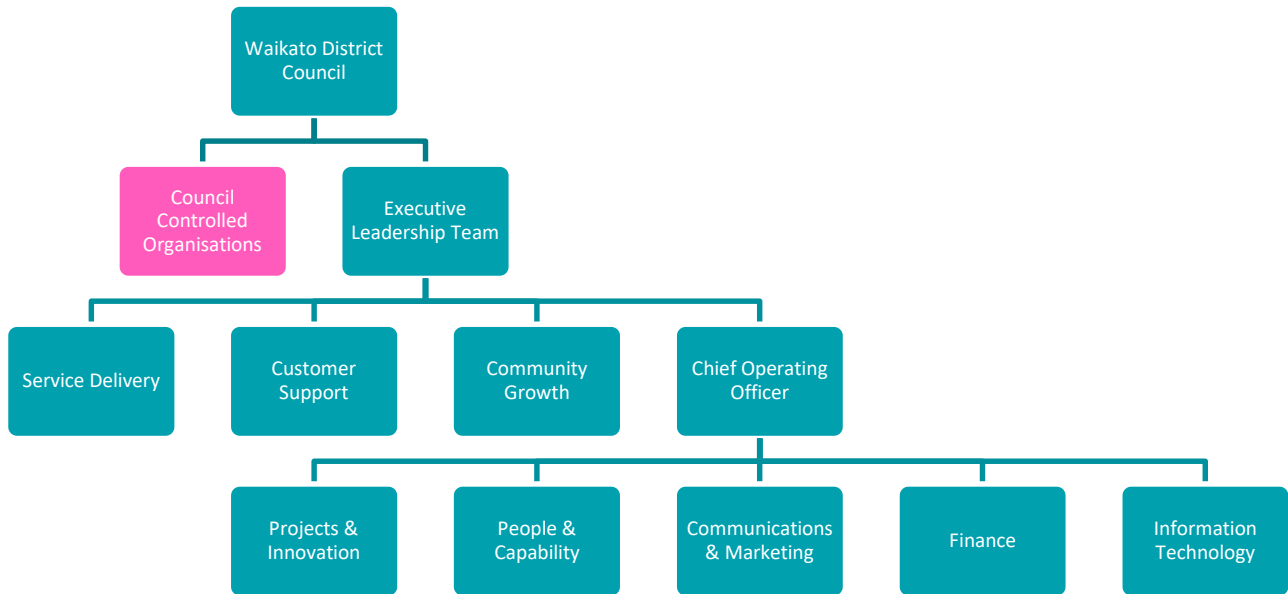 Waikato District
Council
Council
Controlled
Organisations
Executive
Leadership Team
Service Delivery
Customer
Support
Community
Growth
Chief Operating
Officer
Projects &
Innovation
People &
Capability
Communications
& Marketing
Finance
Information
Technology